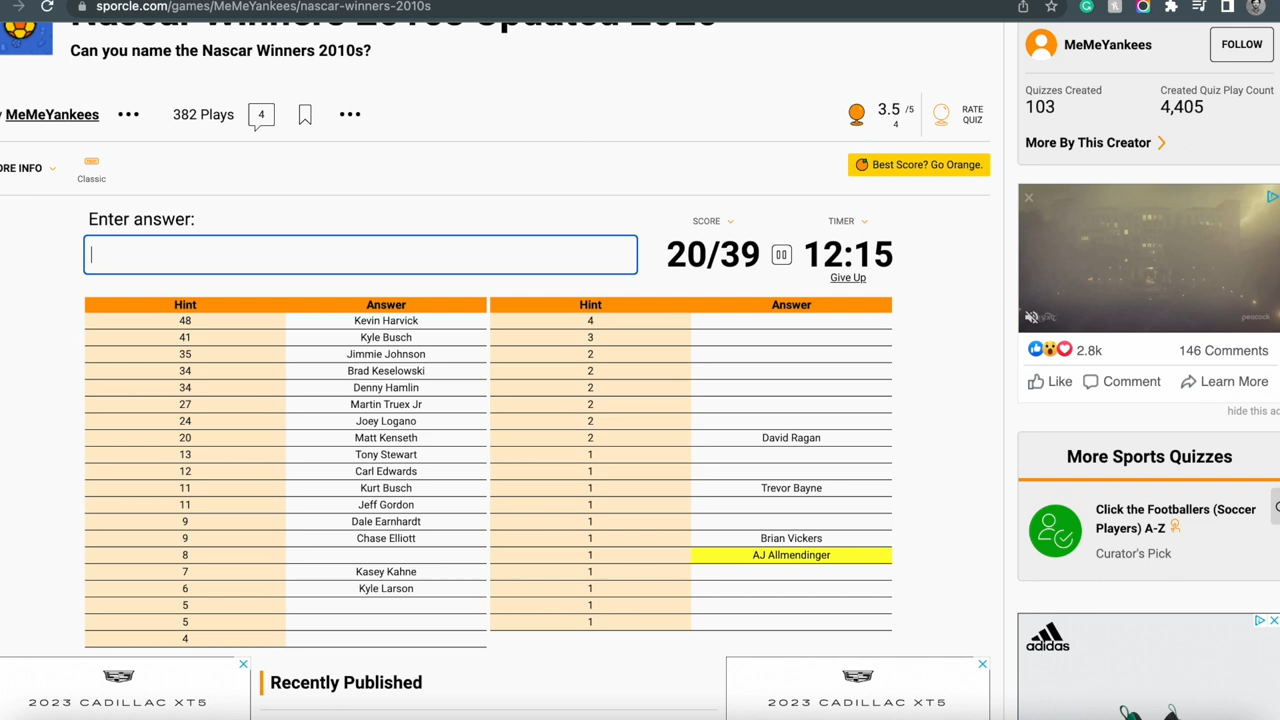 sporcle.com/games/MeMeYankees/nascar-winners-2010s
Nascar Winners 2010s Updated 2020
Can you name the Nascar Winners 2010s?
MeMeYankees
382 Plays
4
3.5 /5
4
RATE QUIZ
ORE INFO
Classic
Best Score? Go Orange.
Enter answer:
SCORE
TIMER
20/39
12:15
Give Up
Hint Answer Hint Answer
48 Kevin Harvick 4
41 Kyle Busch 3
35 Jimmie Johnson 2
34 Brad Keselowski 2
34 Denny Hamlin 2
27 Martin Truex Jr 2
24 Joey Logano 2
20 Matt Kenseth 2 David Ragan
13 Tony Stewart 1
12 Carl Edwards 1
11 Kurt Busch 1 Trevor Bayne
11 Jeff Gordon 1
9 Dale Earnhardt 1
9 Chase Elliott 1 Brian Vickers
8 1 AJ Allmendinger
7 Kasey Kahne 1
6 Kyle Larson 1
5 1
5 1
4
2023 CADILLAC XT5
Recently Published
2023 CADILLAC XT5
MeMeYankees
FOLLOW
Quizzes Created
103
Created Quiz Play Count
4,405
More By This Creator
peacock
2.8k
146 Comments
Like
Comment
Learn More
hide this ad
More Sports Quizzes
Click the Footballers (Soccer
Players) A-Z
Curator's Pick
adidas